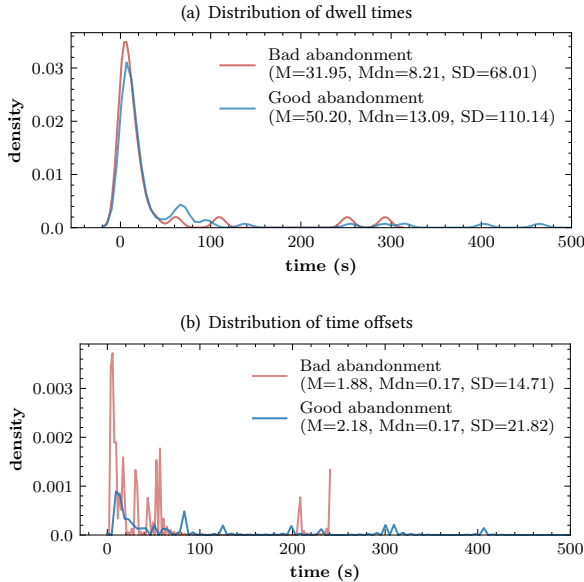 (a) Distribution of dwell times
Bad abandonment
(M=31.95, Mdn=8.21, SD=68.01)
Good abandonment
(M=50.20, Mdn=13.09, SD=110.14)
density
0.03
0.02
0.01
0.0
0 100 200 300 400 500
time (s)
(b) Distribution of time offsets
Bad abandonment
(M=1.88, Mdn=0.17, SD=14.71)
Good abandonment
(M=2.18, Mdn=0.17, SD=21.82)
density
0.003
0.002
0.001
0.0
0 100 200 300 400 500
time (s)